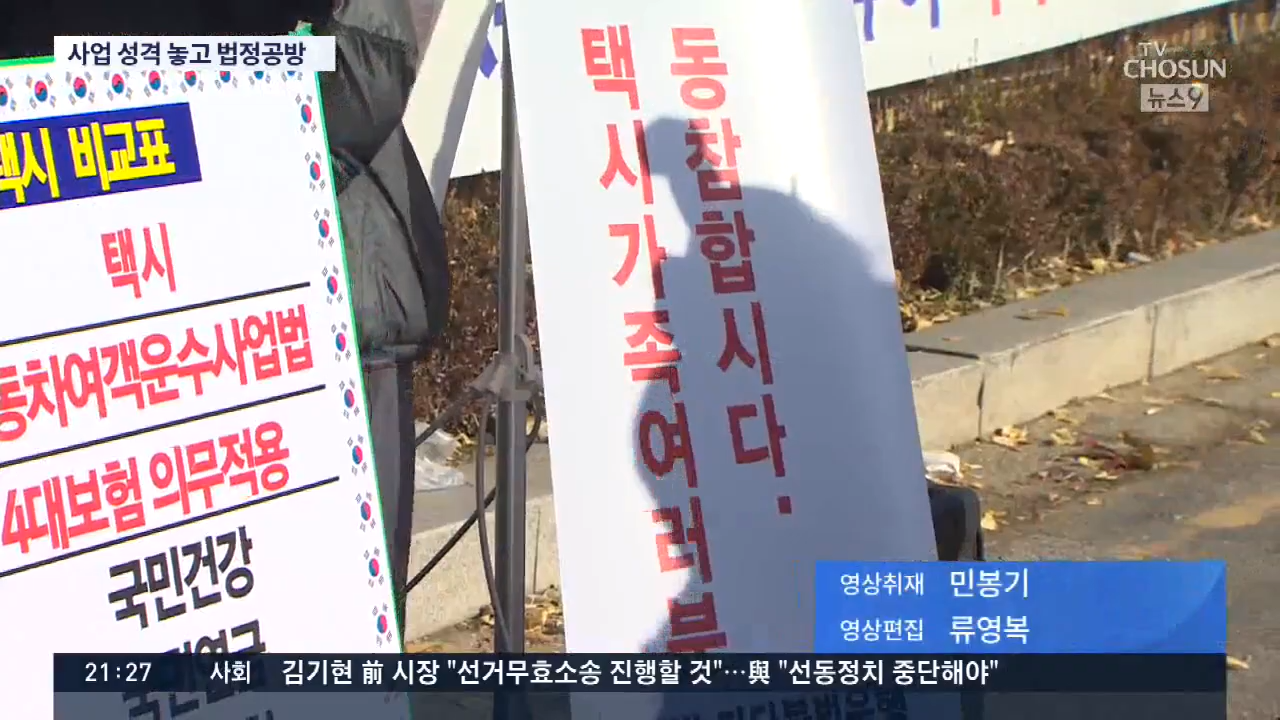 사업 성격 놓고 법정공방
TV
CHOSUN
뉴스9
택시 비교표
택시
동차여객운수사업법
4대보험 의무적용
국민건강
국민연금
동참합시다.
택시가족여러분
영상취재 민봉기
영상편집 류영복
21:27 사회 김기현 前 시장 "선거무효소송 진행할 것"…與 "선동정치 중단해야"